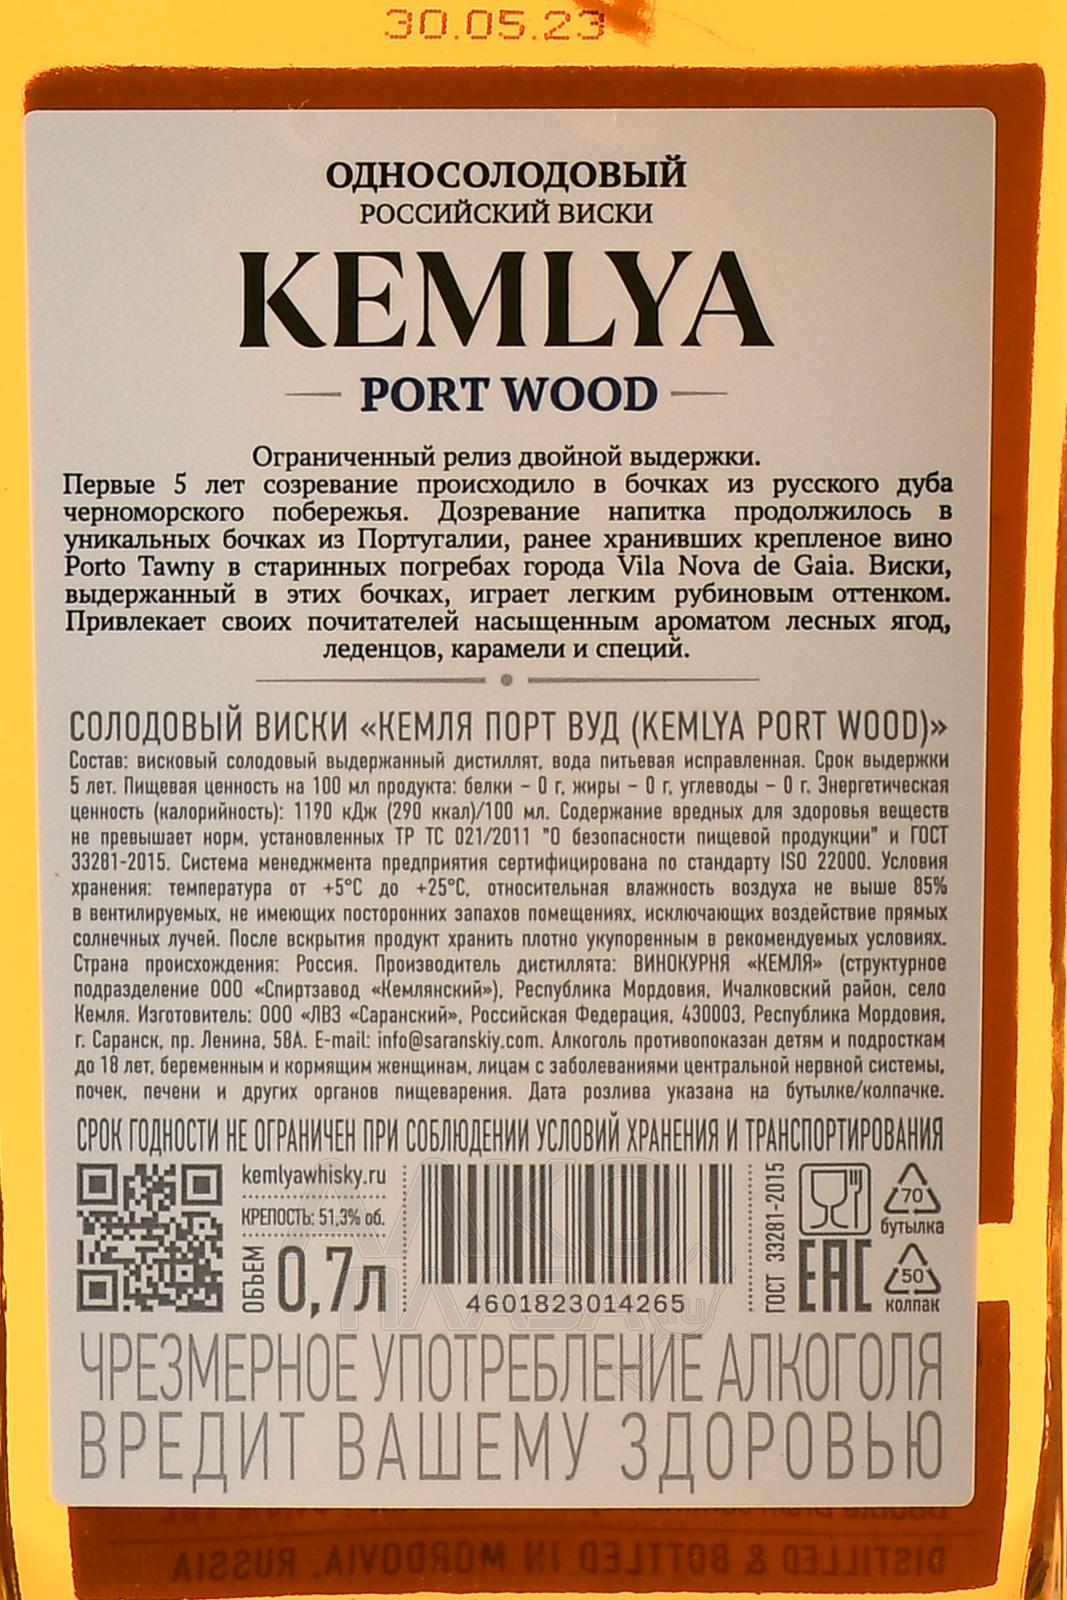 30.05.23
ОДНОСОЛОДОВЫЙ
РОССИЙСКИЙ ВИСКИ
KEMLYA
PORT WOOD
Ограниченный релиз двойной выдержки.
Первые 5 лет созревание происходило в бочках из русского дуба
черноморского побережья. Дозревание напитка продолжилось в
уникальных бочках из Португалии, ранее хранивших крепленое вино
Porto Tawny в старинных погребах города Vila Nova de Gaia. Виски,
выдержанный в этих бочках, играет легким рубиновым оттенком.
Привлекает своих почитателей насыщенным ароматом лесных ягод,
леденцов, карамели и специй.
СОЛОДОВЫЙ ВИСКИ «КЕМЛЯ ПОРТ ВУД (KEMLYA PORT WOOD)»
Состав: висковый солодовый выдержанный дистиллят, вода питьевая исправленная. Срок выдержки
5 лет. Пищевая ценность на 100 мл продукта: белки – 0 г, жиры – 0 г, углеводы – 0 г. Энергетическая
ценность (калорийность): 1190 кДж (290 ккал)/100 мл. Содержание вредных для здоровья веществ
не превышает норм, установленных ТР ТС 021/2011 "О безопасности пищевой продукции" и ГОСТ
33281-2015. Система менеджмента предприятия сертифицирована по стандарту ISO 22000. Условия
хранения: температура от +5°С до +25°С, относительная влажность воздуха не выше 85%
в вентилируемых, не имеющих посторонних запахов помещениях, исключающих воздействие прямых
солнечных лучей. После вскрытия продукт хранить плотно укупоренным в рекомендуемых условиях.
Страна происхождения: Россия. Производитель дистиллята: ВИНОКУРНЯ «КЕМЛЯ» (структурное
подразделение ООО «Спиртзавод «Кемлянский»), Республика Мордовия, Ичалковский район, село
Кемля. Изготовитель: ООО «ЛВЗ «Саранский», Российская Федерация, 430003, Республика Мордовия,
г. Саранск, пр. Ленина, 58А. E-mail: info@saranskiy.com. Алкоголь противопоказан детям и подросткам
до 18 лет, беременным и кормящим женщинам, лицам с заболеваниями центральной нервной системы,
почек, печени и других органов пищеварения. Дата розлива указана на бутылке/колпачке.
СРОК ГОДНОСТИ НЕ ОГРАНИЧЕН ПРИ СОБЛЮДЕНИИ УСЛОВИЙ ХРАНЕНИЯ И ТРАНСПОРТИРОВАНИЯ
kemlyawhisky.ru
КРЕПОСТЬ: 51,3% об.
ОБЪЕМ 0,7л
4601823014265
ГОСТ 33281-2015
EAC
70
бутылка
50
колпак
АЛКО
ПЛАЗА.ru
ЧРЕЗМЕРНОЕ УПОТРЕБЛЕНИЕ АЛКОГОЛЯ
ВРЕДИТ ВАШЕМУ ЗДОРОВЬЮ
DISTILLED & BOTTLED IN MORDOVIA, RUSSIA